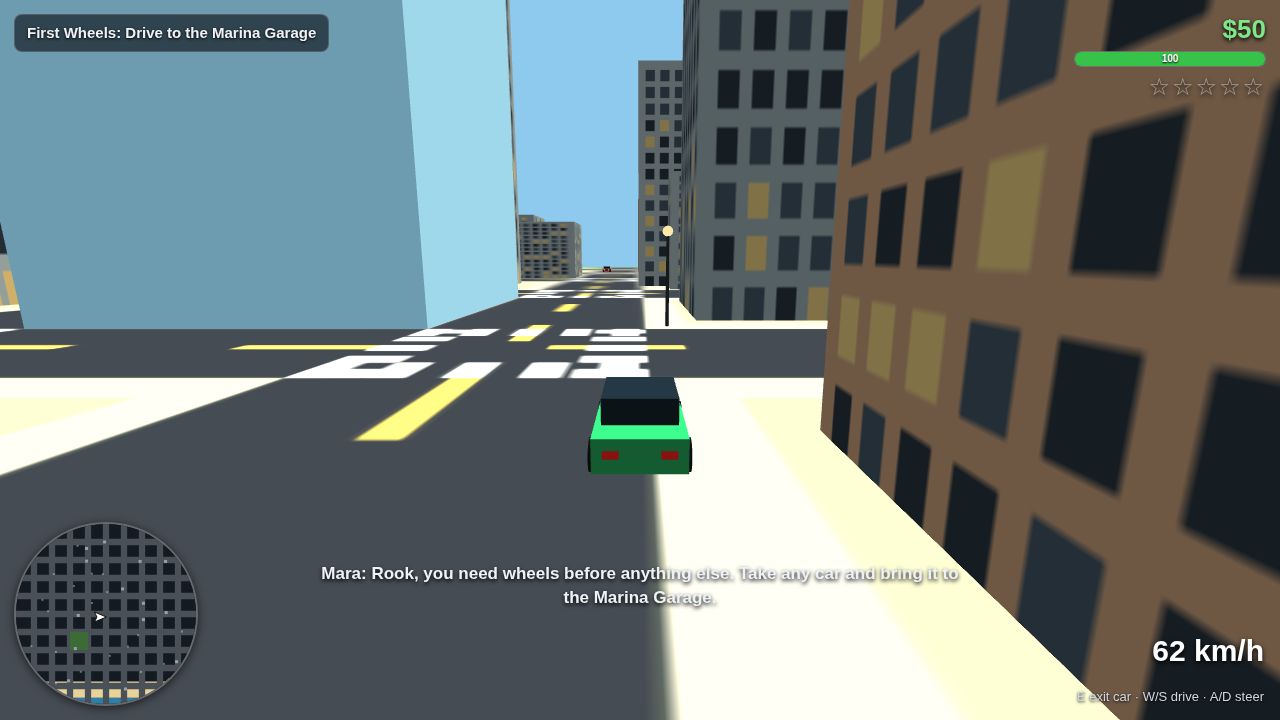 First Wheels: Drive to the Marina Garage
$50
100
Mara: Rook, you need wheels before anything else. Take any car and bring it to
the Marina Garage.
62 km/h
E exit car · W/S drive · A/D steer